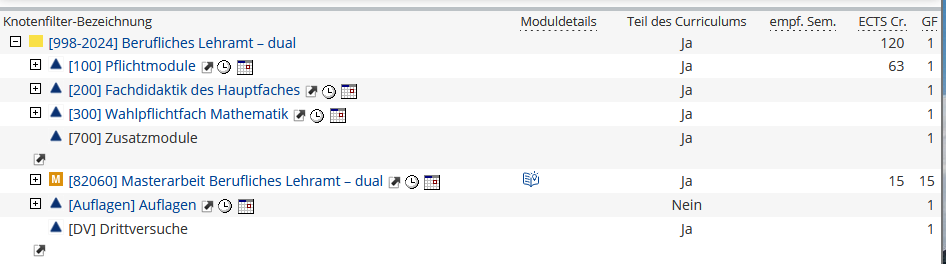 Knotenfilter-Bezeichnung Moduldetails Teil des Curriculums empf. Sem. ECTS Cr. GF
[998-2024] Berufliches Lehramt – dual Ja 120 1
[100] Pflichtmodule Ja 63 1
[200] Fachdidaktik des Hauptfaches Ja 1
[300] Wahlpflichtfach Mathematik Ja 1
[700] Zusatzmodule Ja 1
M [82060] Masterarbeit Berufliches Lehramt – dual Ja 15 15
[Auflagen] Auflagen Nein 1
[DV] Drittversuche Ja 1